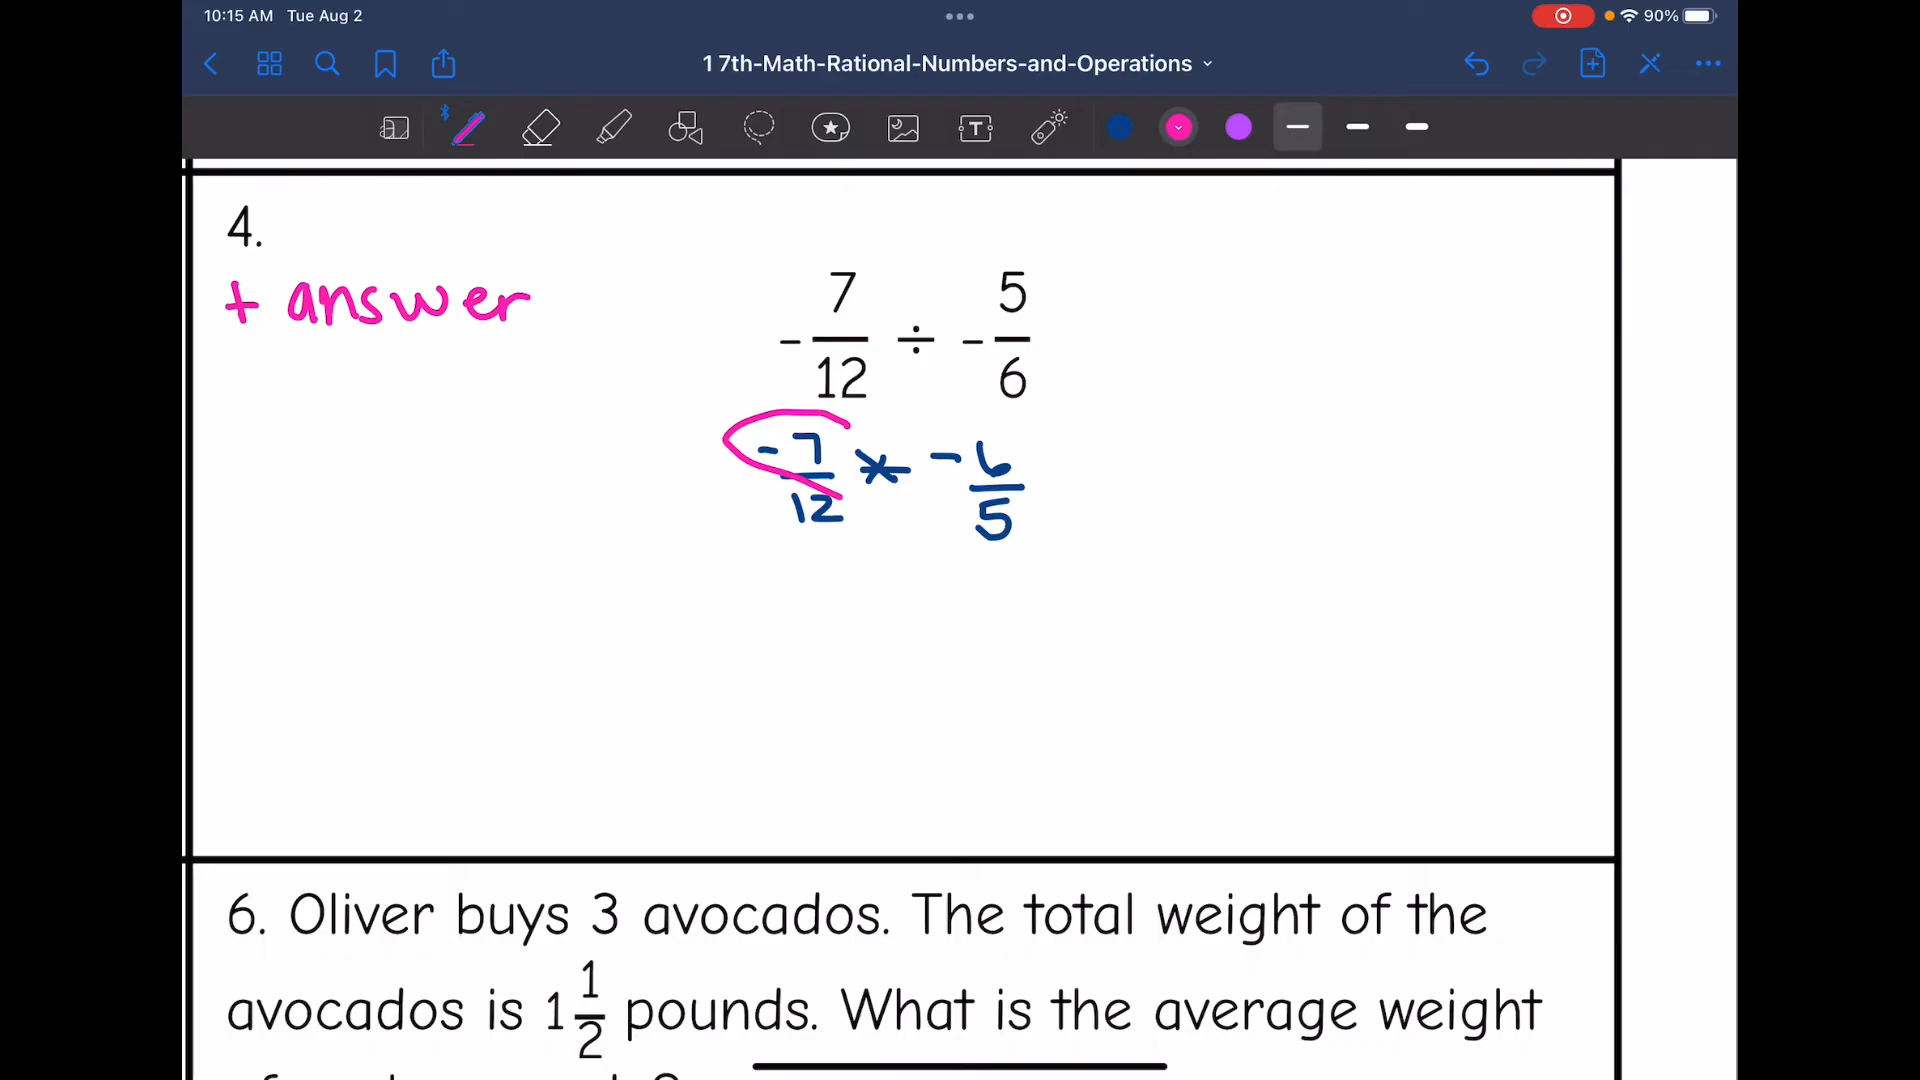 10:15 AM Tue Aug 2
90%
1 7th-Math-Rational-Numbers-and-Operations
T
4.
+ answer
-7/12 ÷ -5/6
-7/12 * -6/5
6. Oliver buys 3 avocados. The total weight of the
avocados is 1 1/2 pounds. What is the average weight